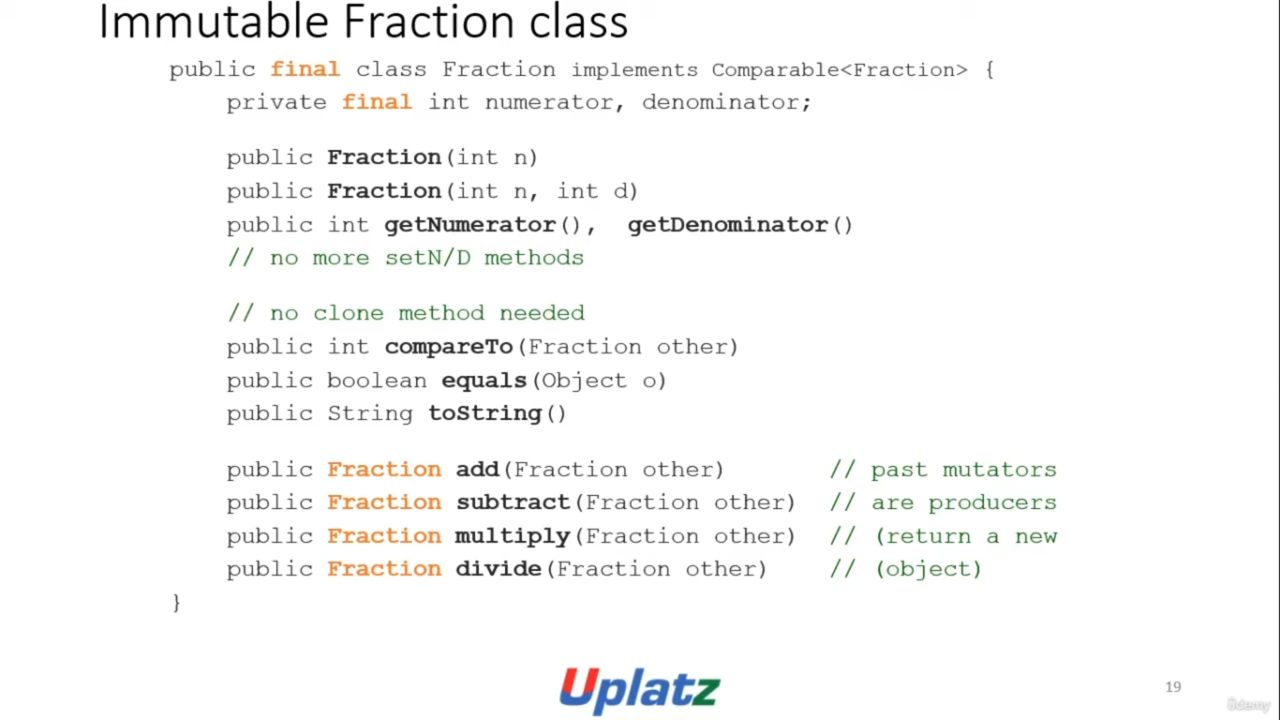 Immutable Fraction class
public final class Fraction implements Comparable<Fraction> {
private final int numerator, denominator;
public Fraction(int n)
public Fraction(int n, int d)
public int getNumerator(), getDenominator()
// no more setN/D methods
// no clone method needed
public int compareTo(Fraction other)
public boolean equals(Object o)
public String toString()
public Fraction add(Fraction other) // past mutators
public Fraction subtract(Fraction other) // are producers
public Fraction multiply(Fraction other) // (return a new
public Fraction divide(Fraction other) // (object)
}
Uplatz
19
ûdemy